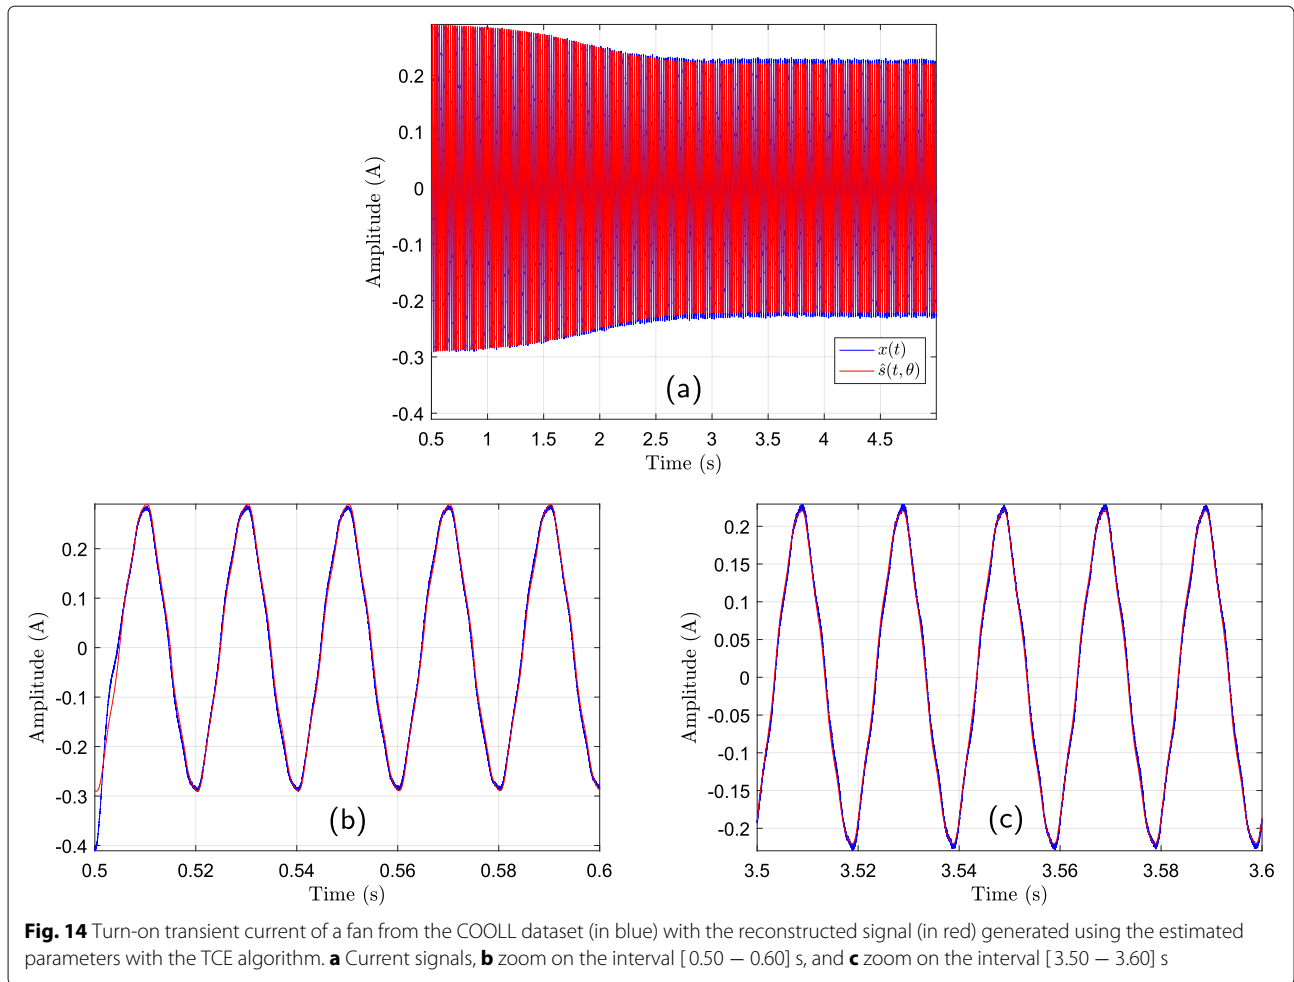 0.2
0.1
0
-0.1
-0.2
-0.3
-0.4
Amplitude (A)
x(t)
ŝ(t, θ)
(a)
0.5 1 1.5 2 2.5 3 3.5 4 4.5
Time (s)
0.2
0.1
0
-0.1
-0.2
-0.3
-0.4
Amplitude (A)
(b)
0.5 0.52 0.54 0.56 0.58 0.6
Time (s)
0.2
0.15
0.1
0.05
0
-0.05
-0.1
-0.15
-0.2
Amplitude (A)
(c)
3.5 3.52 3.54 3.56 3.58 3.6
Time (s)
Fig. 14 Turn-on transient current of a fan from the COOLL dataset (in blue) with the reconstructed signal (in red) generated using the estimated
parameters with the TCE algorithm. a Current signals, b zoom on the interval [ 0.50 − 0.60] s, and c zoom on the interval [ 3.50 − 3.60] s